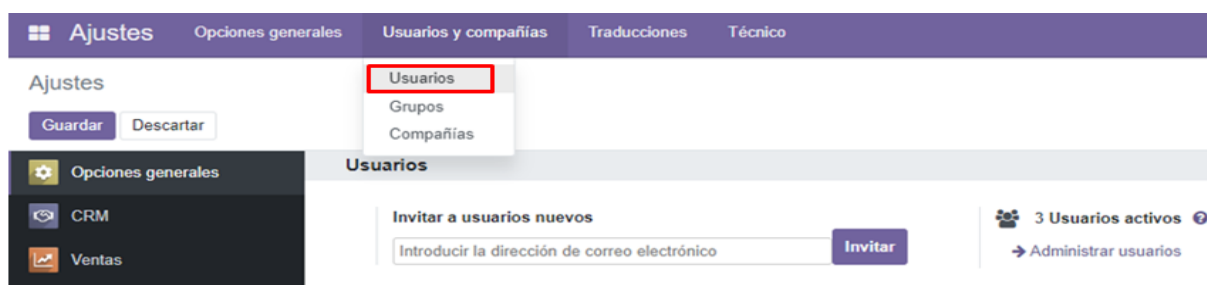 Ajustes Opciones generales Usuarios y compañías Traducciones Técnico
Ajustes
Usuarios
Grupos
Compañías
Guardar Descartar
Opciones generales
CRM
Ventas
Usuarios
Invitar a usuarios nuevos
Introducir la dirección de correo electrónico Invitar
3 Usuarios activos ?
Administrar usuarios